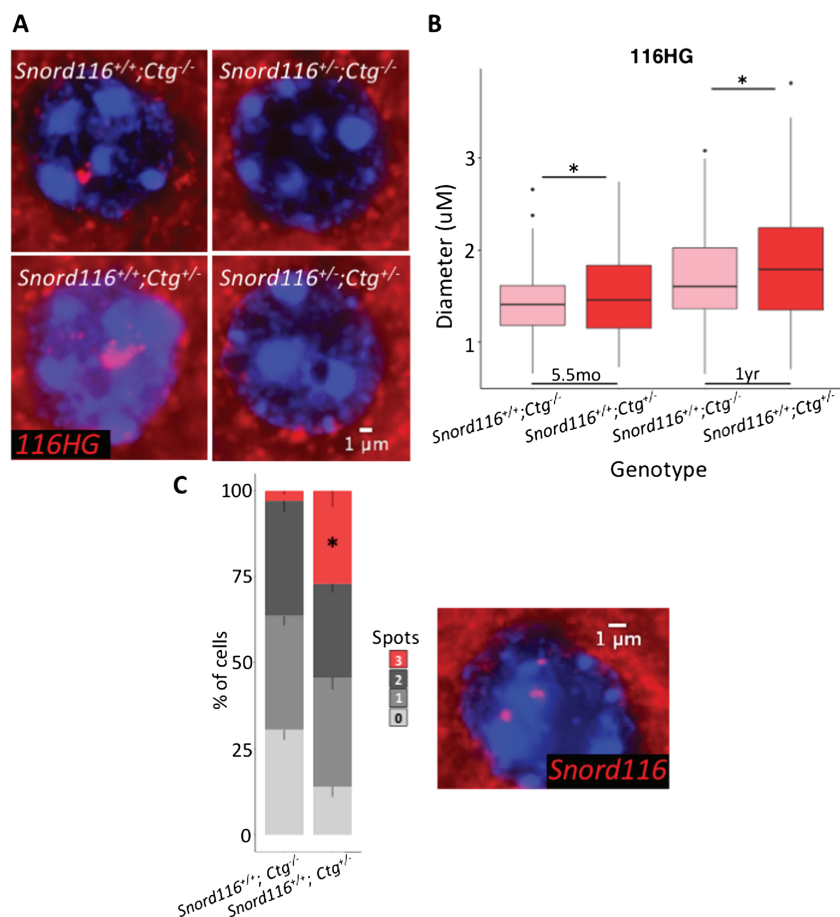 A
Snord116+/+;Ctg-/-
Snord116+/-;Ctg-/-
Snord116+/+;Ctg+/-
Snord116+/-;Ctg+/-
116HG
1 µm
B
116HG
*
*
Diameter (uM)
3
2
1
5.5mo
1yr
Snord116+/+;Ctg-/-
Snord116+/+;Ctg+/-
Snord116+/+;Ctg-/-
Snord116+/+;Ctg+/-
Genotype
C
% of cells
100
75
50
25
0
*
Snord116+/+; Ctg-/-
Snord116+/+; Ctg+/-
Spots
3
2
1
0
1 µm
Snord116